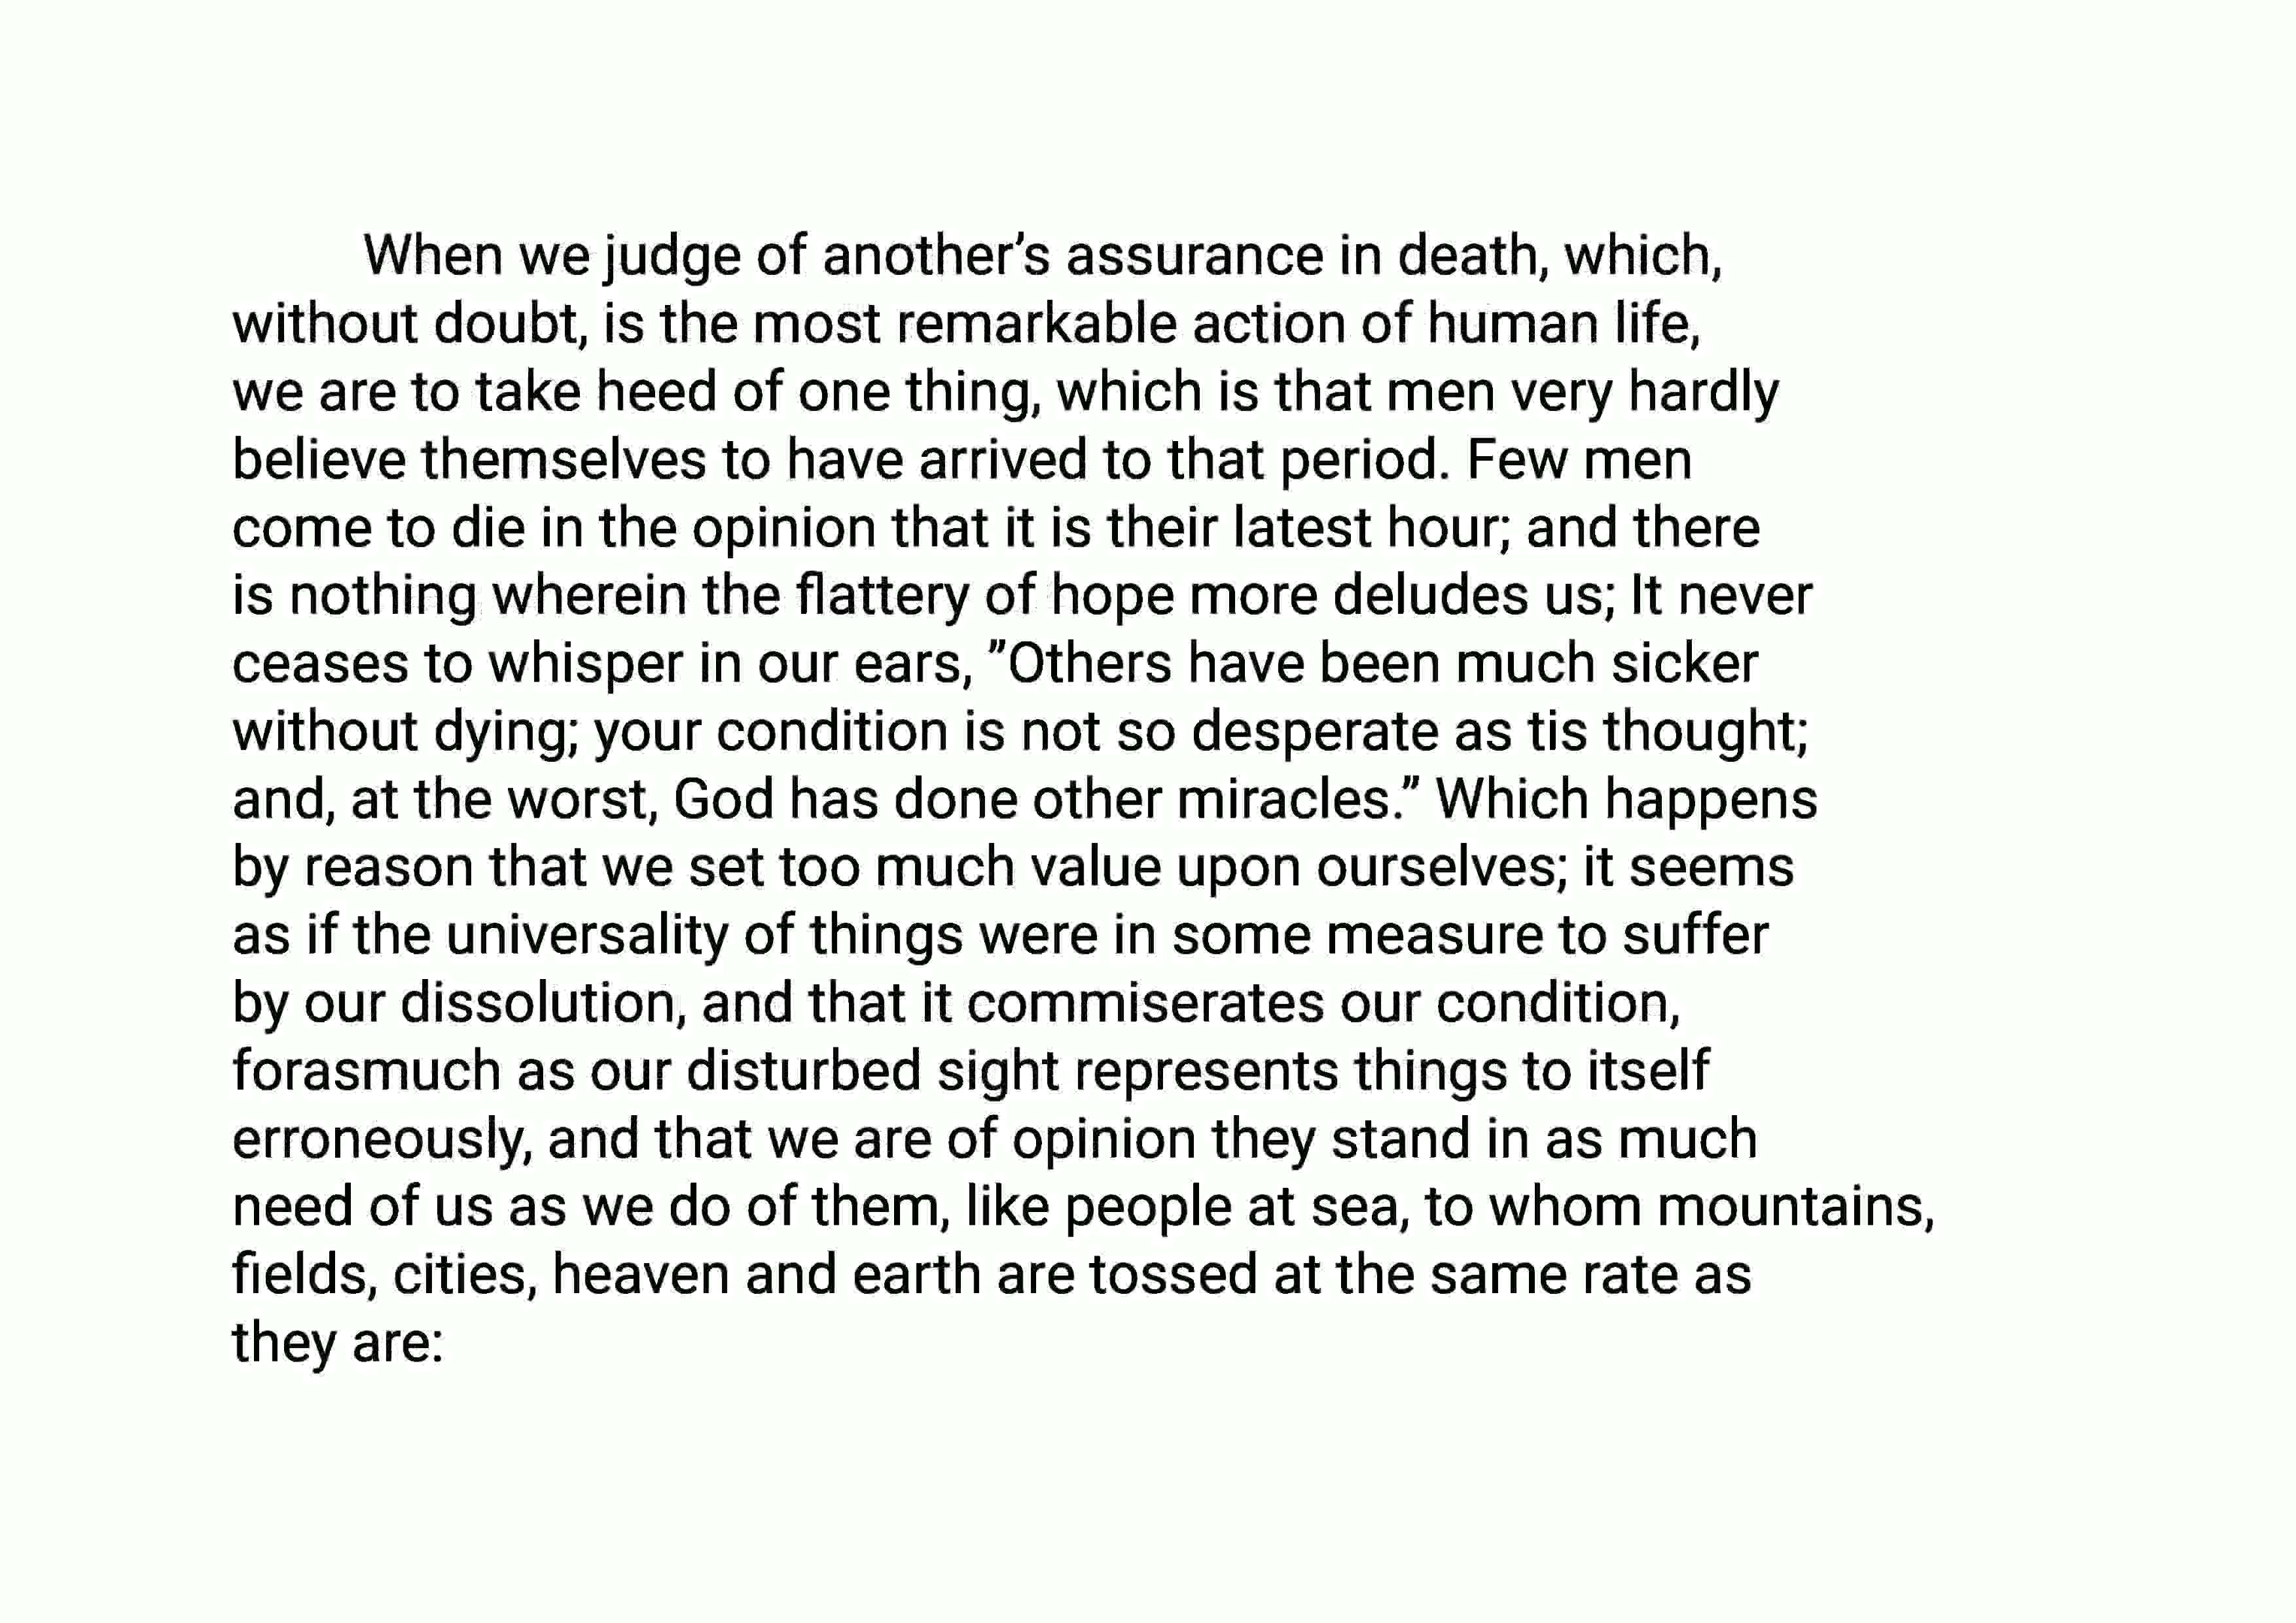 When we judge of another’s assurance in death, which,
without doubt, is the most remarkable action of human life,
we are to take heed of one thing, which is that men very hardly
believe themselves to have arrived to that period. Few men
come to die in the opinion that it is their latest hour; and there
is nothing wherein the flattery of hope more deludes us; It never
ceases to whisper in our ears, ”Others have been much sicker
without dying; your condition is not so desperate as tis thought;
and, at the worst, God has done other miracles.” Which happens
by reason that we set too much value upon ourselves; it seems
as if the universality of things were in some measure to suffer
by our dissolution, and that it commiserates our condition,
forasmuch as our disturbed sight represents things to itself
erroneously, and that we are of opinion they stand in as much
need of us as we do of them, like people at sea, to whom mountains,
fields, cities, heaven and earth are tossed at the same rate as
they are: